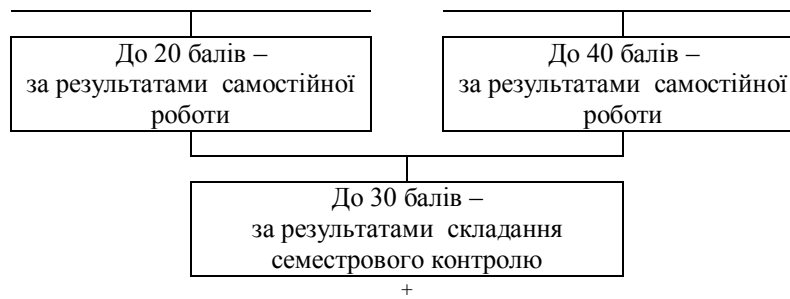 До 20 балів –
за результатами самостійної
роботи
До 40 балів –
за результатами самостійної
роботи
До 30 балів –
за результатами складання
семестрового контролю
+